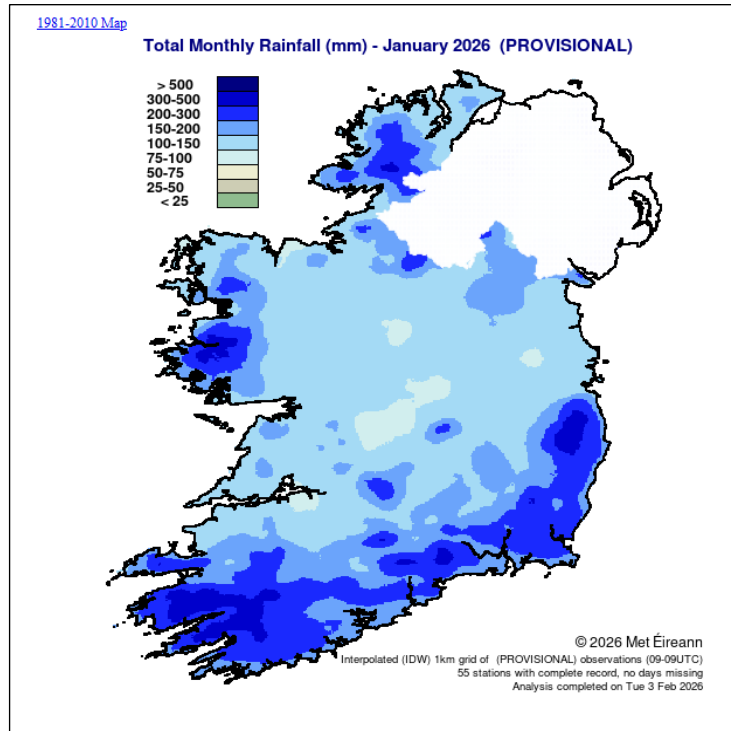 1981-2010 Map
Total Monthly Rainfall (mm) - January 2026 (PROVISIONAL)
> 500
300-500
200-300
150-200
100-150
75-100
50-75
25-50
< 25
© 2026 Met Éireann
Interpolated (IDW) 1km grid of (PROVISIONAL) observations (09-09UTC)
55 stations with complete record, no days missing
Analysis completed on Tue 3 Feb 2026